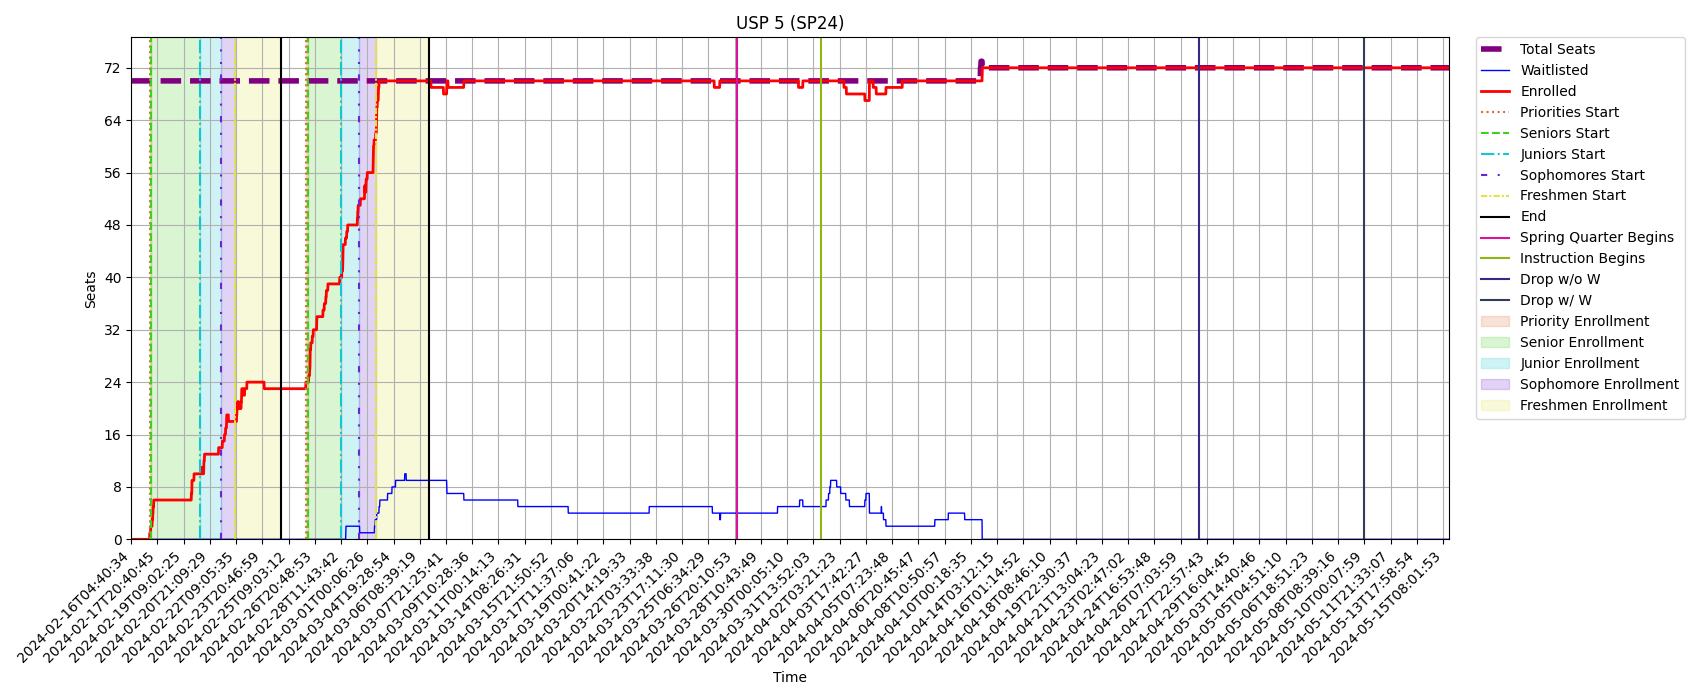 USP 5 (SP24)
Seats
72
64
56
48
40
32
24
16
8
0
2024-02-16T04:40:34
2024-02-17T20:40:45
2024-02-19T09:02:25
2024-02-20T21:09:29
2024-02-22T09:05:35
2024-02-23T20:46:59
2024-02-25T09:03:12
2024-02-26T20:48:53
2024-02-28T11:43:42
2024-03-01T00:06:26
2024-03-04T19:28:54
2024-03-06T08:39:19
2024-03-07T21:25:41
2024-03-11T10:28:36
2024-03-13T00:14:13
2024-03-14T08:26:31
2024-03-15T21:50:52
2024-03-17T11:37:06
2024-03-19T00:41:22
2024-03-20T14:19:33
2024-03-22T03:33:38
2024-03-23T17:11:30
2024-03-25T06:34:29
2024-03-26T20:10:53
2024-03-28T10:43:49
2024-03-30T00:05:10
2024-03-31T13:52:03
2024-04-02T03:21:23
2024-04-03T17:42:27
2024-04-05T07:23:48
2024-04-06T20:45:47
2024-04-08T10:50:57
2024-04-10T00:18:35
2024-04-14T03:12:15
2024-04-16T01:14:52
2024-04-18T08:46:10
2024-04-19T22:30:37
2024-04-21T13:04:23
2024-04-23T02:47:02
2024-04-24T16:53:48
2024-04-26T07:03:59
2024-04-27T22:57:43
2024-04-29T16:04:45
2024-05-03T14:40:46
2024-05-05T04:51:10
2024-05-06T18:51:23
2024-05-08T08:39:16
2024-05-10T00:07:59
2024-05-11T21:33:07
2024-05-13T17:58:54
2024-05-15T08:01:53
Time
Total Seats
Waitlisted
Enrolled
Priorities Start
Seniors Start
Juniors Start
Sophomores Start
Freshmen Start
End
Spring Quarter Begins
Instruction Begins
Drop w/o W
Drop w/ W
Priority Enrollment
Senior Enrollment
Junior Enrollment
Sophomore Enrollment
Freshmen Enrollment